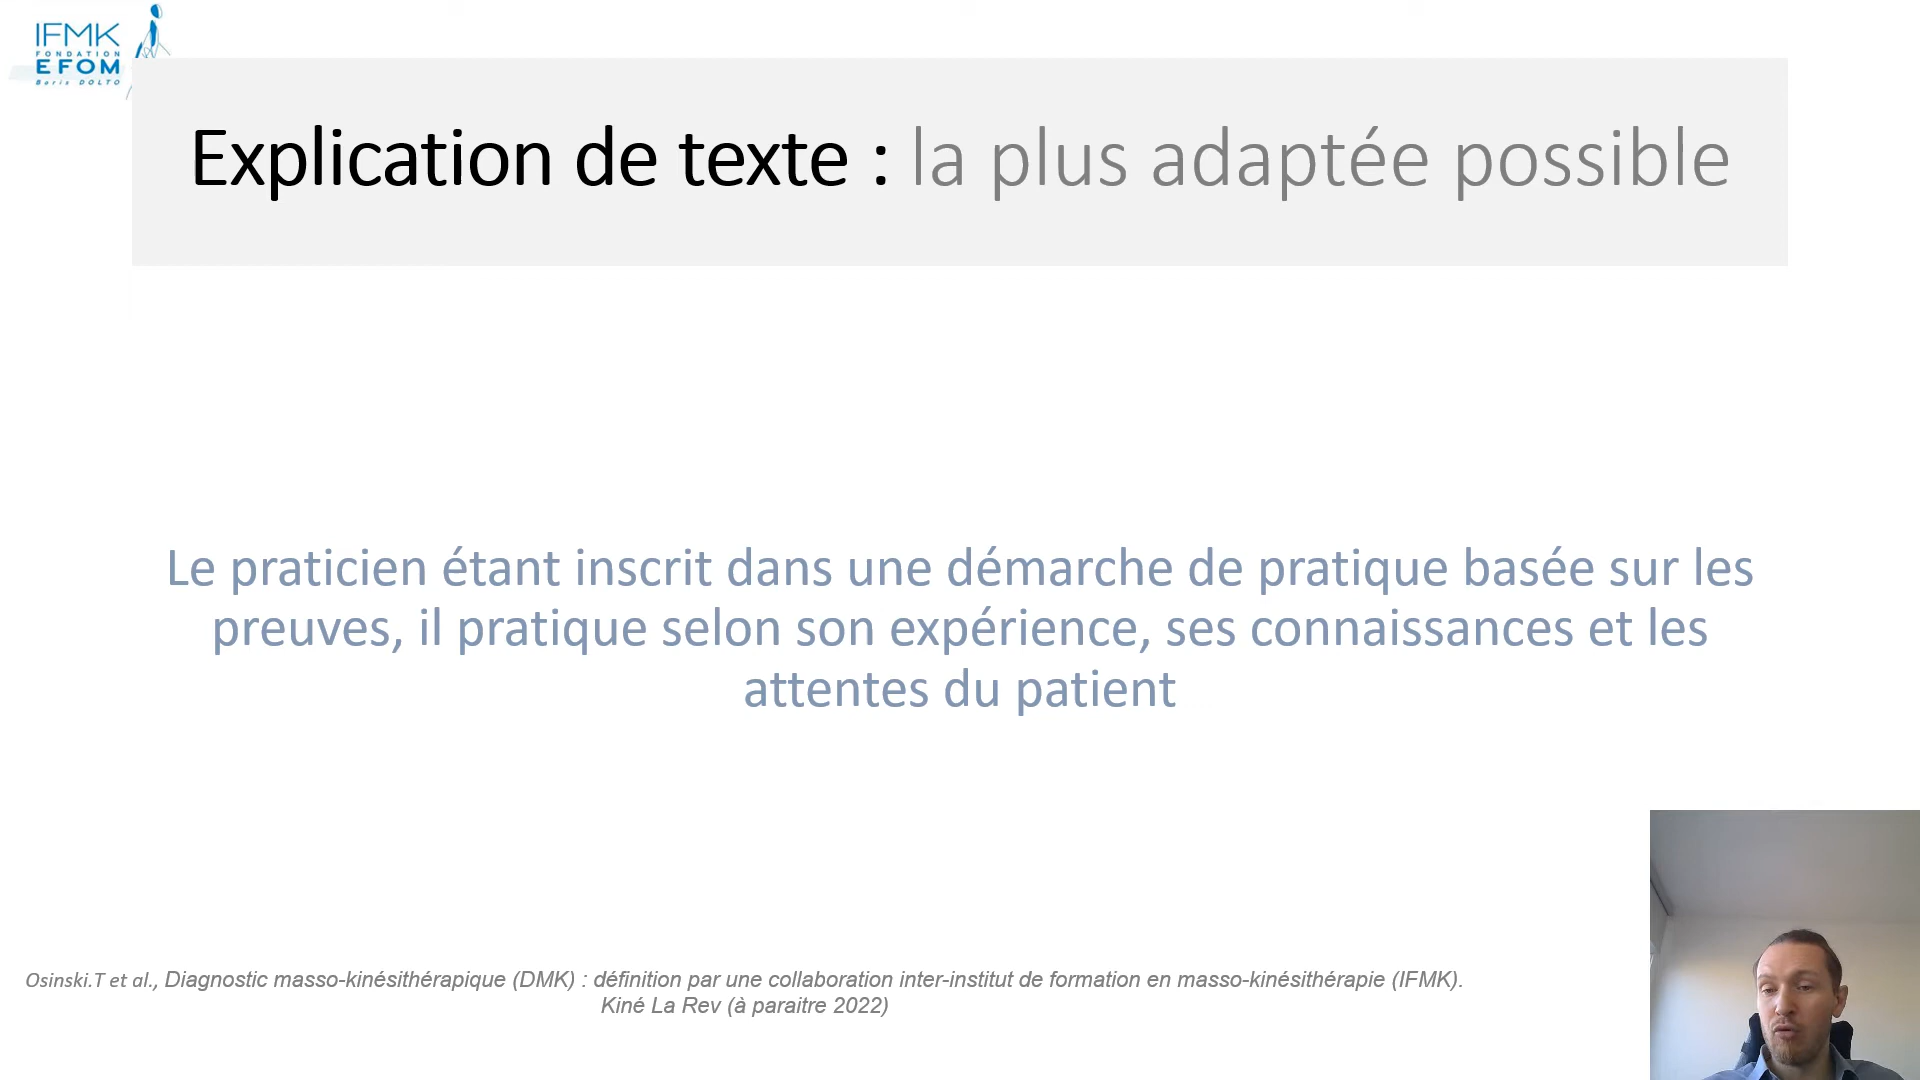 IFMK
FONDATION
EFOM
Boris DOLTO
Explication de texte : la plus adaptée possible
Le praticien étant inscrit dans une démarche de pratique basée sur les
preuves, il pratique selon son expérience, ses connaissances et les
attentes du patient
Osinski.T et al., Diagnostic masso-kinésithérapique (DMK) : définition par une collaboration inter-institut de formation en masso-kinésithérapie (IFMK).
Kiné La Rev (à paraitre 2022)